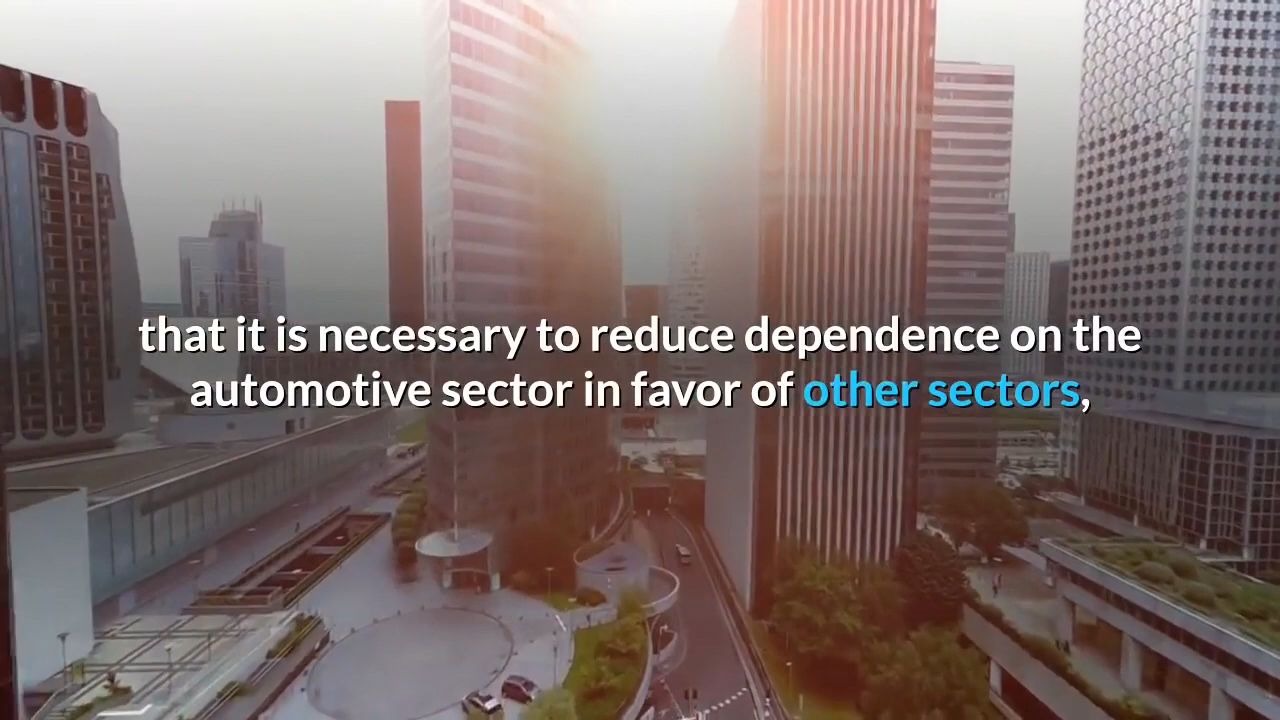 that it is necessary to reduce dependence on the
automotive sector in favor of other sectors,